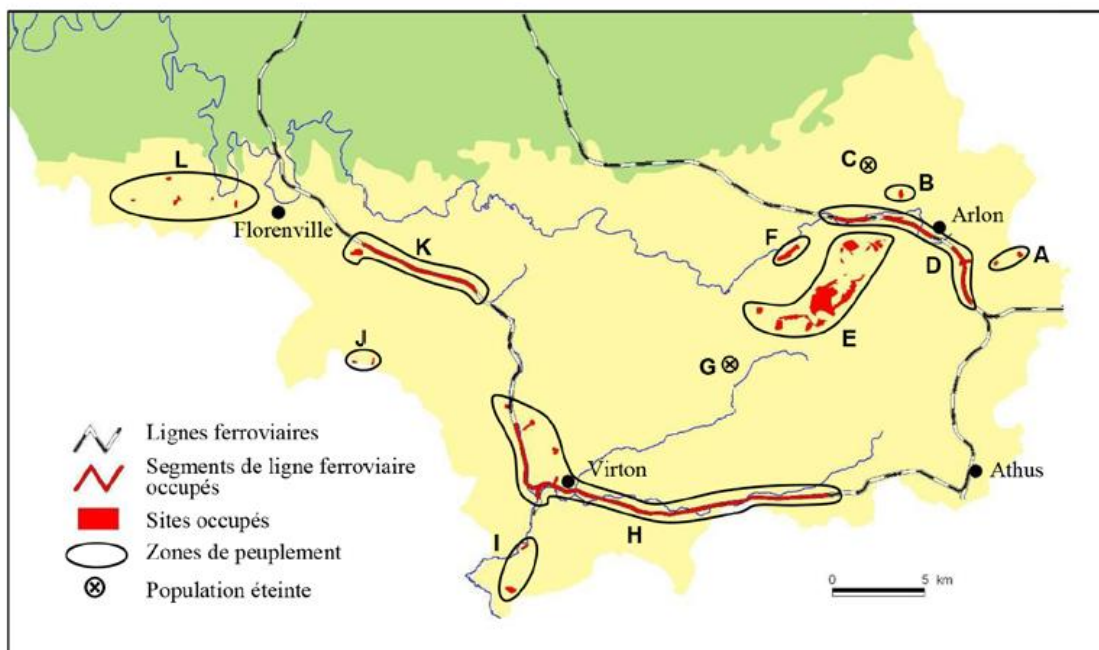 L
C
B
Arlon
Florenville
F
D
A
K
E
J
G
Lignes ferroviaires
Segments de ligne ferroviaire
occupés
Virton
Athus
Sites occupés
H
Zones de peuplement
I
Population éteinte
0 5 km